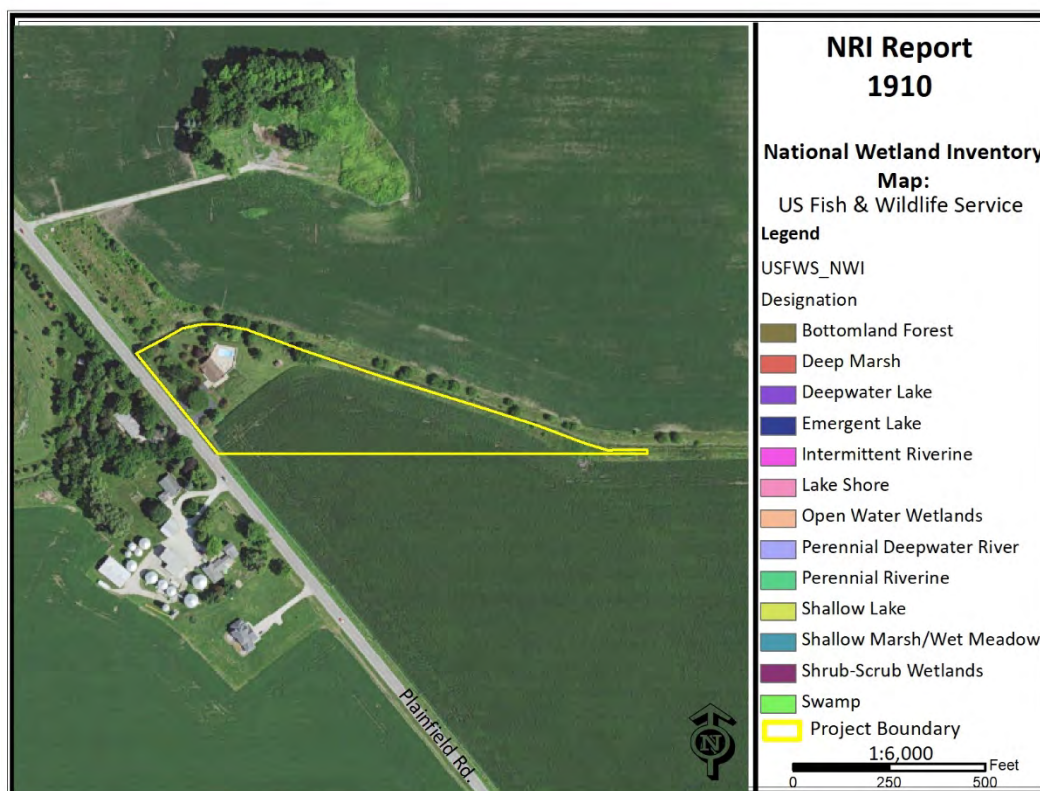 NRI Report
1910
National Wetland Inventory
Map:
US Fish & Wildlife Service
Legend
USFWS_NWI
Designation
Bottomland Forest
Deep Marsh
Deepwater Lake
Emergent Lake
Intermittent Riverine
Lake Shore
Open Water Wetlands
Perennial Deepwater River
Perennial Riverine
Shallow Lake
Shallow Marsh/Wet Meadow
Shrub-Scrub Wetlands
Swamp
Project Boundary
1:6,000
Feet
0 250 500
Plainfield Rd.
N